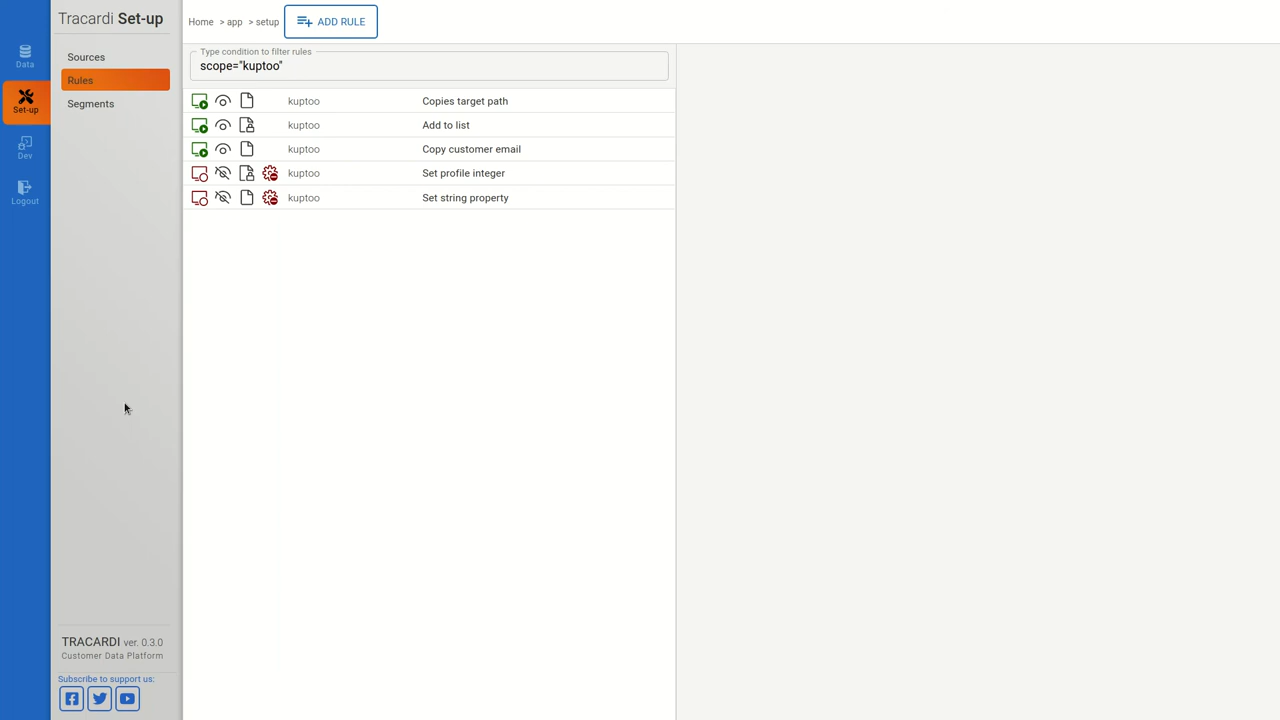 Tracardi Set-up
Home > app > setup
ADD RULE
Data
Set-up
Dev
Logout
Sources
Rules
Segments
Type condition to filter rules
scope="kuptoo"
kuptoo Copies target path
kuptoo Add to list
kuptoo Copy customer email
kuptoo Set profile integer
kuptoo Set string property
TRACARDI ver. 0.3.0
Customer Data Platform
Subscribe to support us: